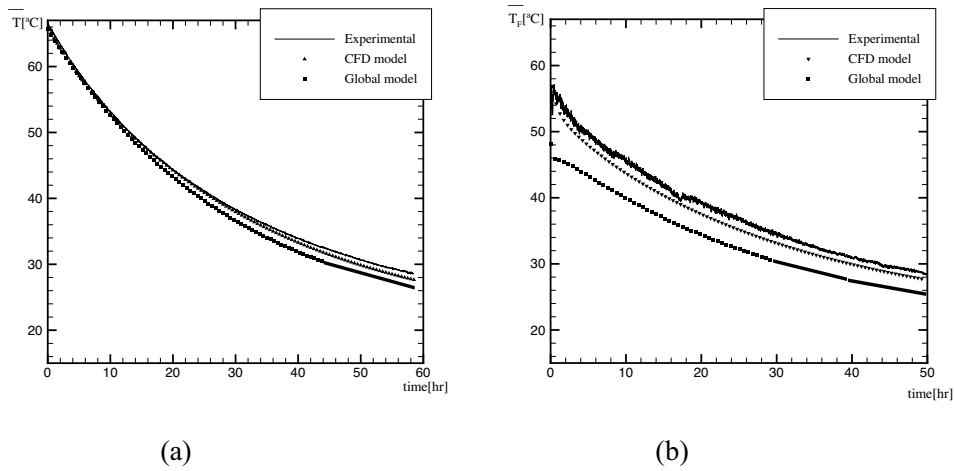 T[ºC]
60
50
40
30
20
0 10 20 30 40 50 60
time[hr]
Experimental
CFD model
Global model
(a)
T_F[ºC]
60
50
40
30
20
0 10 20 30 40 50
time[hr]
Experimental
CFD model
Global model
(b)